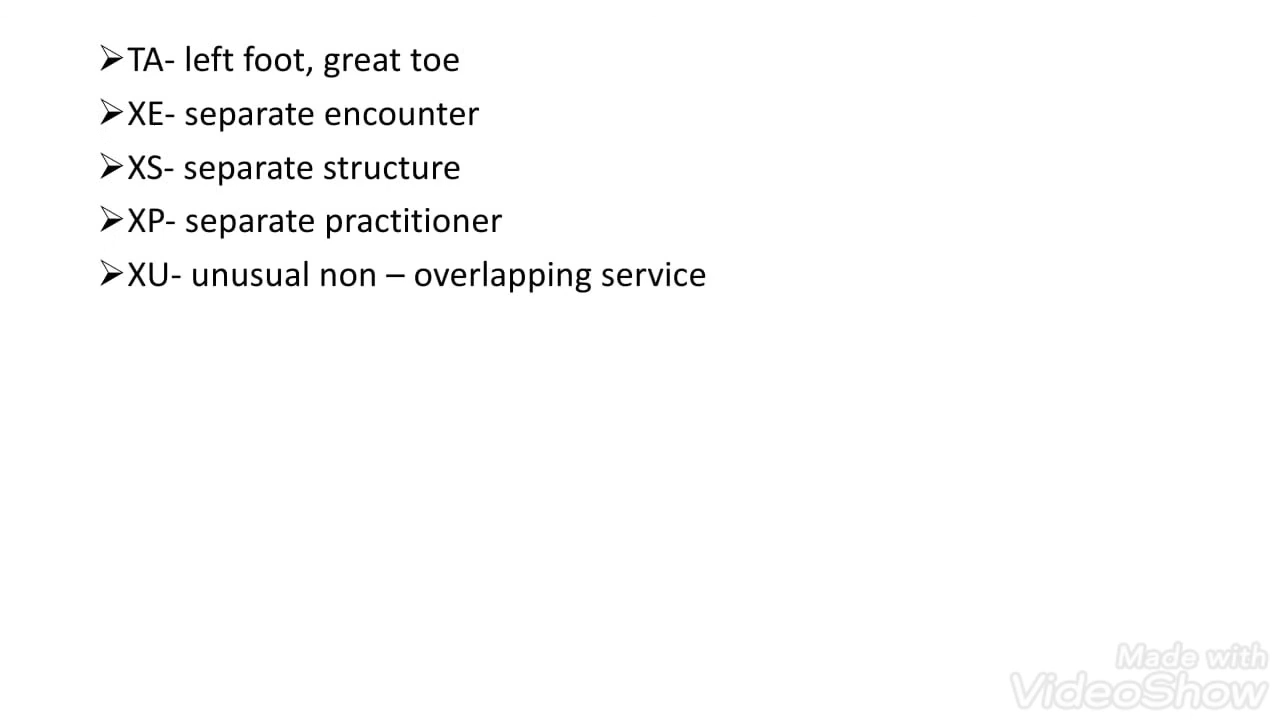 ➢TA- left foot, great toe
➢XE- separate encounter
➢XS- separate structure
➢XP- separate practitioner
➢XU- unusual non – overlapping service
Made with
VideoShow